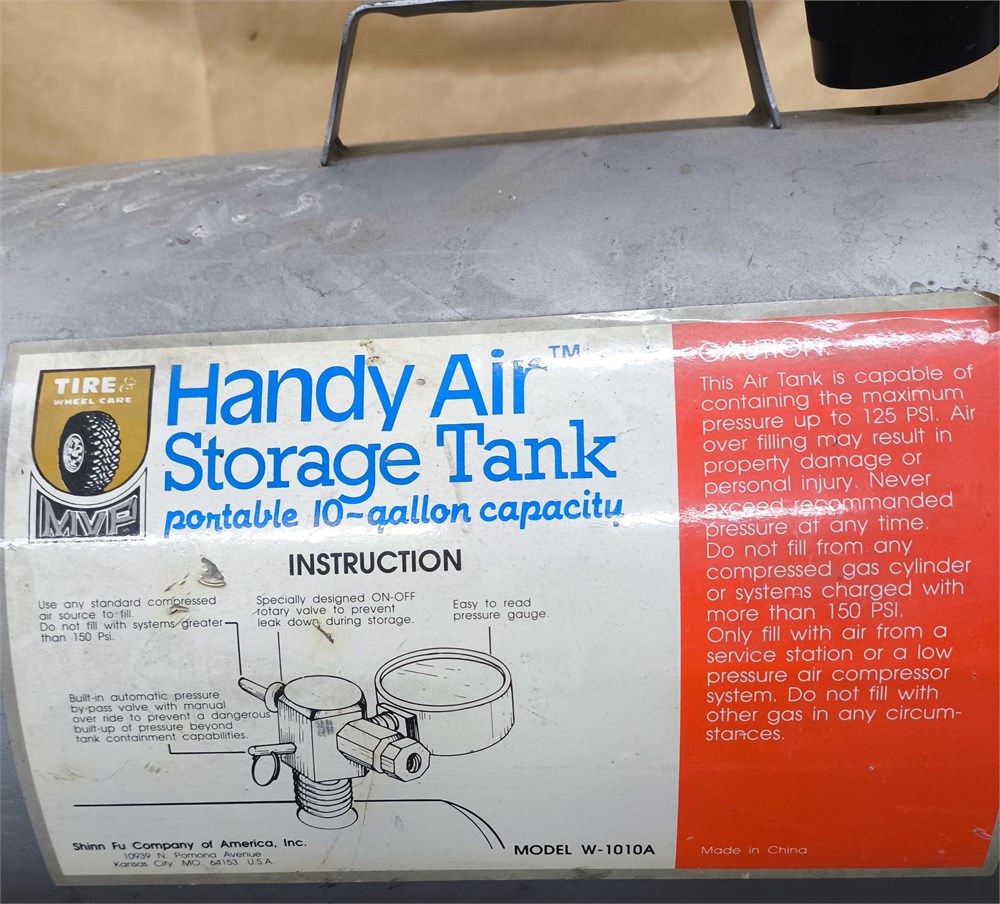 TIRE &
WHEEL CARE
MVP
Handy Air™
Storage Tank
portable 10-gallon capacity
INSTRUCTION
Use any standard compressed
air source to fill.
Do not fill with systems greater
than 150 Psi.
Specially designed ON-OFF
rotary valve to prevent
leak down during storage.
Easy to read
pressure gauge.
Built-in automatic pressure
by-pass valve with manual
over ride to prevent a dangerous
built-up of pressure beyond
tank containment capabilities.
Shinn Fu Company of America, Inc.
10939 N. Pomona Avenue
Kansas City MO. 64153 U.S.A.
MODEL W-1010A
CAUTION:
This Air Tank is capable of
containing the maximum
pressure up to 125 PSI. Air
over filling may result in
property damage or
personal injury. Never
exceed recommanded
pressure at any time.
Do not fill from any
compressed gas cylinder
or systems charged with
more than 150 PSI.
Only fill with air from a
service station or a low
pressure air compressor
system. Do not fill with
other gas in any circum-
stances.
Made in China